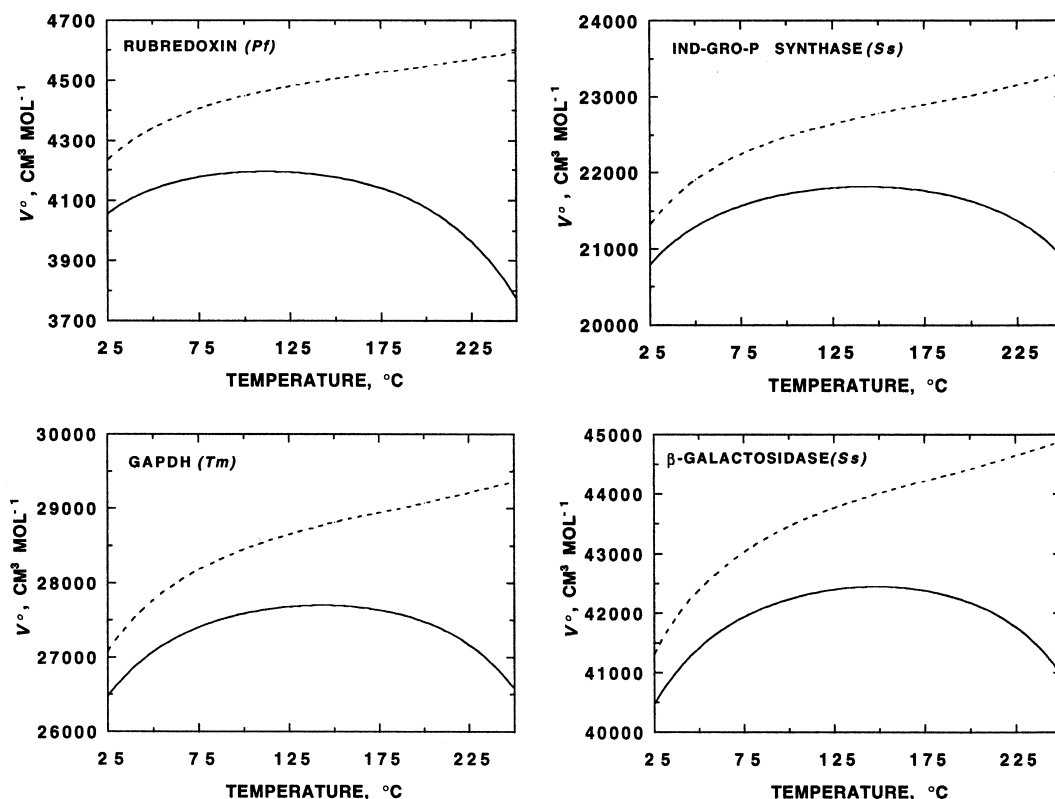 RUBREDOXIN (Pf)
V° , CM³ MOL⁻¹
4700
4500
4300
4100
3900
3700
25 75 125 175 225
TEMPERATURE, °C
IND-GRO-P SYNTHASE (Ss)
V° , CM³ MOL⁻¹
24000
23000
22000
21000
20000
25 75 125 175 225
TEMPERATURE, °C
GAPDH (Tm)
V° , CM³ MOL⁻¹
30000
29000
28000
27000
26000
25 75 125 175 225
TEMPERATURE, °C
β-GALACTOSIDASE(Ss)
V° , CM³ MOL⁻¹
45000
44000
43000
42000
41000
40000
25 75 125 175 225
TEMPERATURE, °C